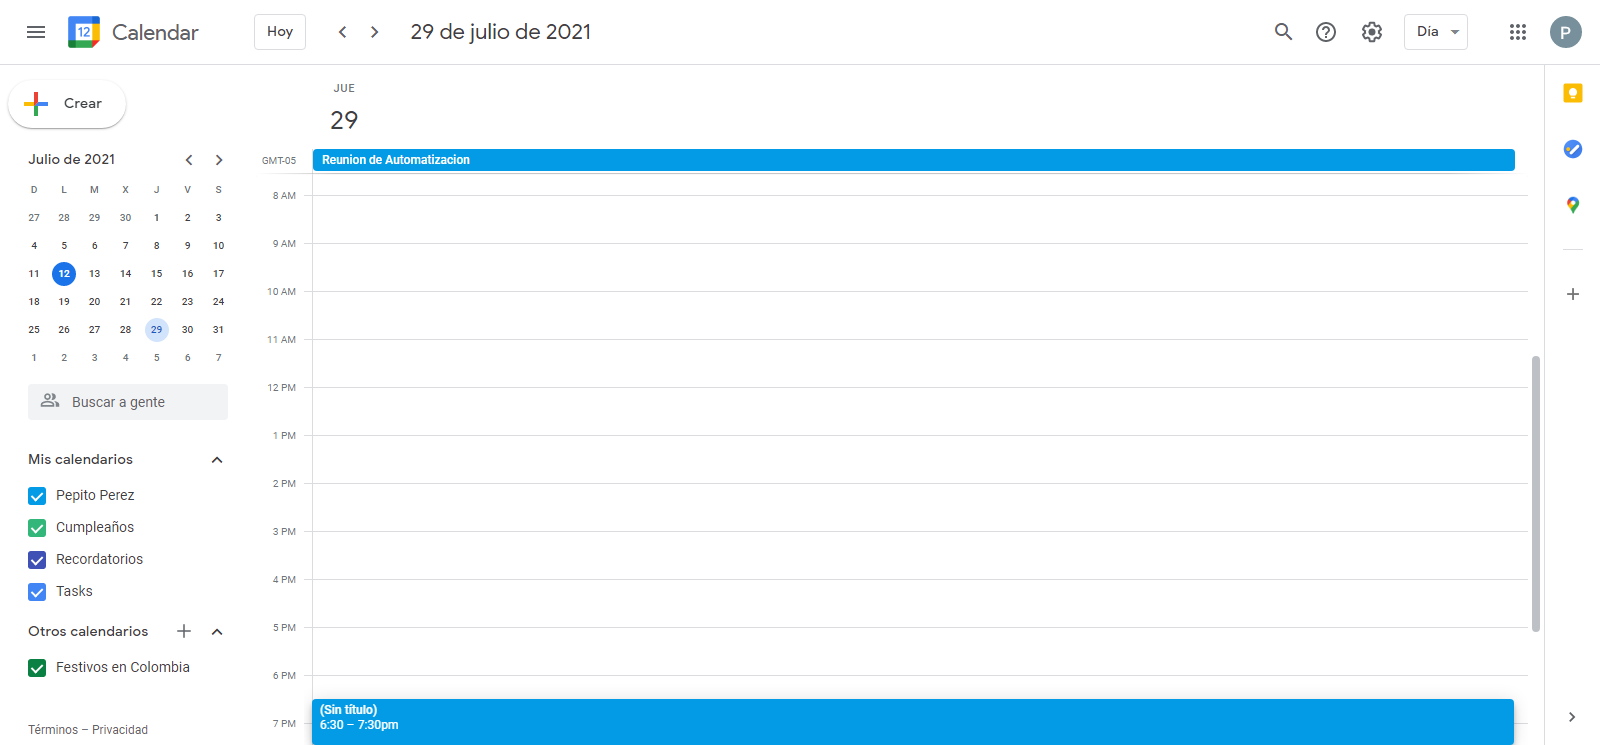 12 Calendar Hoy 29 de julio de 2021 Día P
Crear
Julio de 2021
D L M X J V S
27 28 29 30 1 2 3
4 5 6 7 8 9 10
11 12 13 14 15 16 17
18 19 20 21 22 23 24
25 26 27 28 29 30 31
1 2 3 4 5 6 7
Buscar a gente
Mis calendarios
Pepito Perez
Cumpleaños
Recordatorios
Tasks
Otros calendarios
Festivos en Colombia
Términos – Privacidad
JUE
29
GMT-05 Reunion de Automatizacion
8 AM
9 AM
10 AM
11 AM
12 PM
1 PM
2 PM
3 PM
4 PM
5 PM
6 PM
(Sin título)
7 PM 6:30 – 7:30pm